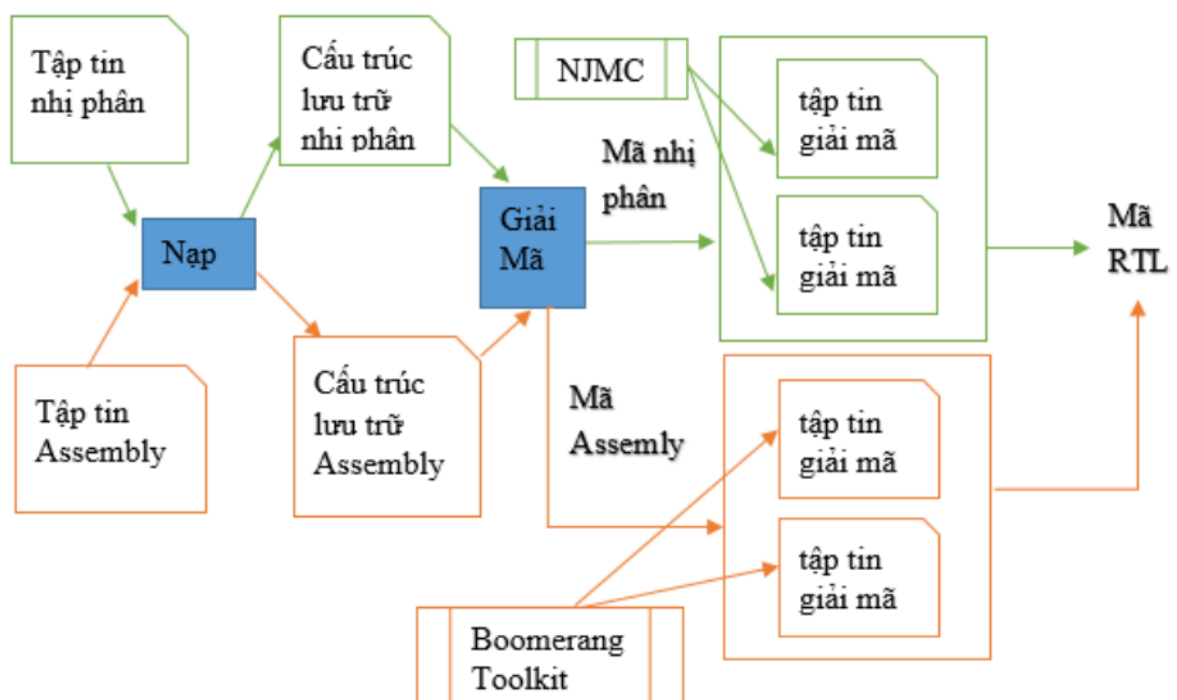 Tập tin
nhị phân
Cấu trúc
lưu trữ
nhị phân
NJMC
tập tin
giải mã
Mã nhị
phân
Nạp
Giải
Mã
tập tin
giải mã
Mã
RTL
Tập tin
Assembly
Cấu trúc
lưu trữ
Assembly
Mã
Assemly
tập tin
giải mã
tập tin
giải mã
Boomerang
Toolkit